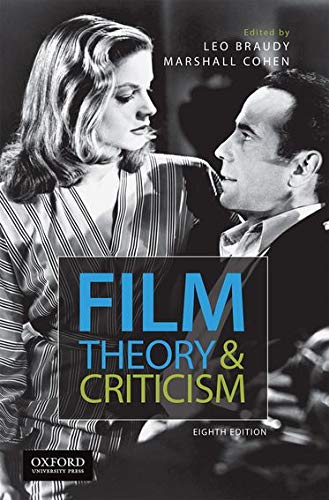 Edited by
LEO BRAUDY
MARSHALL COHEN
FILM
THEORY &
CRITICISM
EIGHTH EDITION
OXFORD
UNIVERSITY PRESS